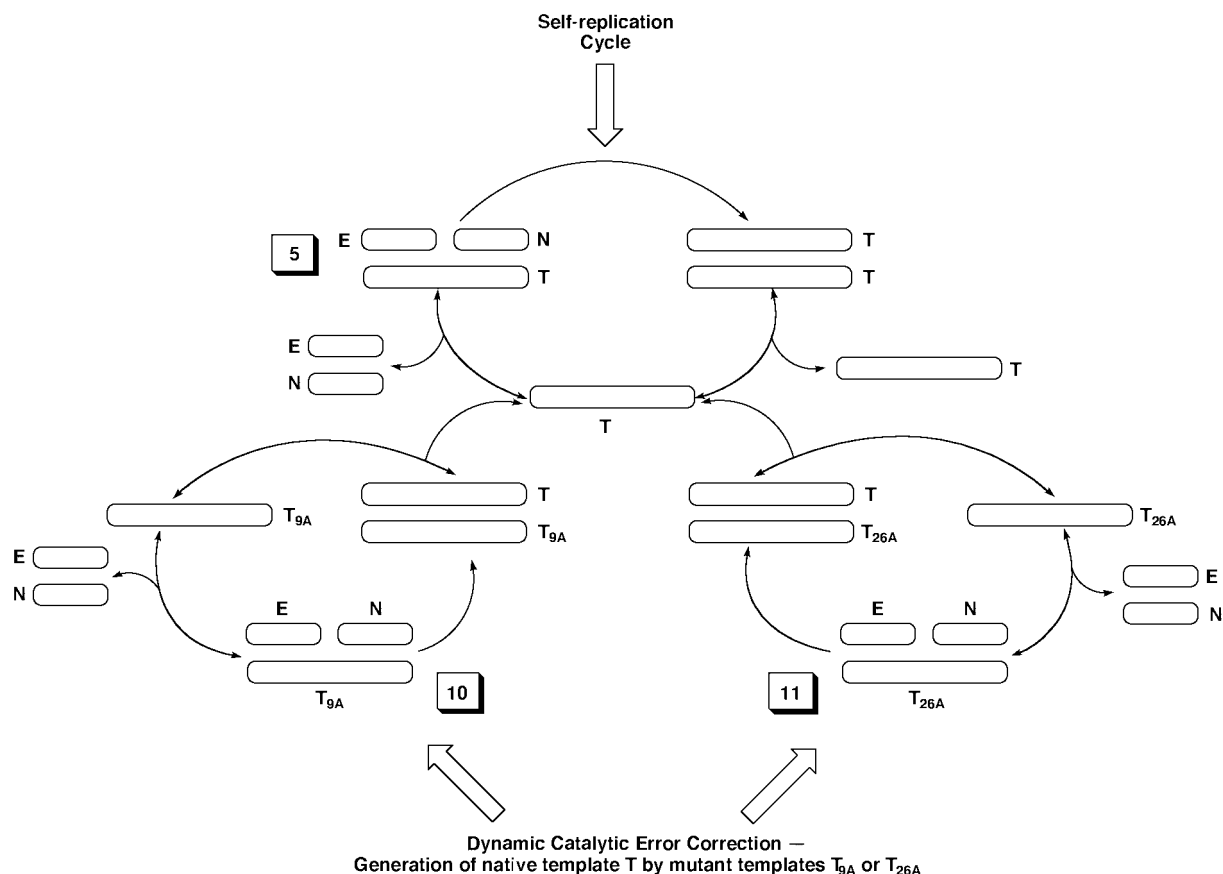 Self-replication
Cycle
5
E
N
T
T
T
T
E
N
T
T
T
T9A
T9A
E
N
E
N
T9A
10
T
T26A
T26A
E
N
E
N
T26A
11
Dynamic Catalytic Error Correction —
Generation of native template T by mutant templates T9A or T26A